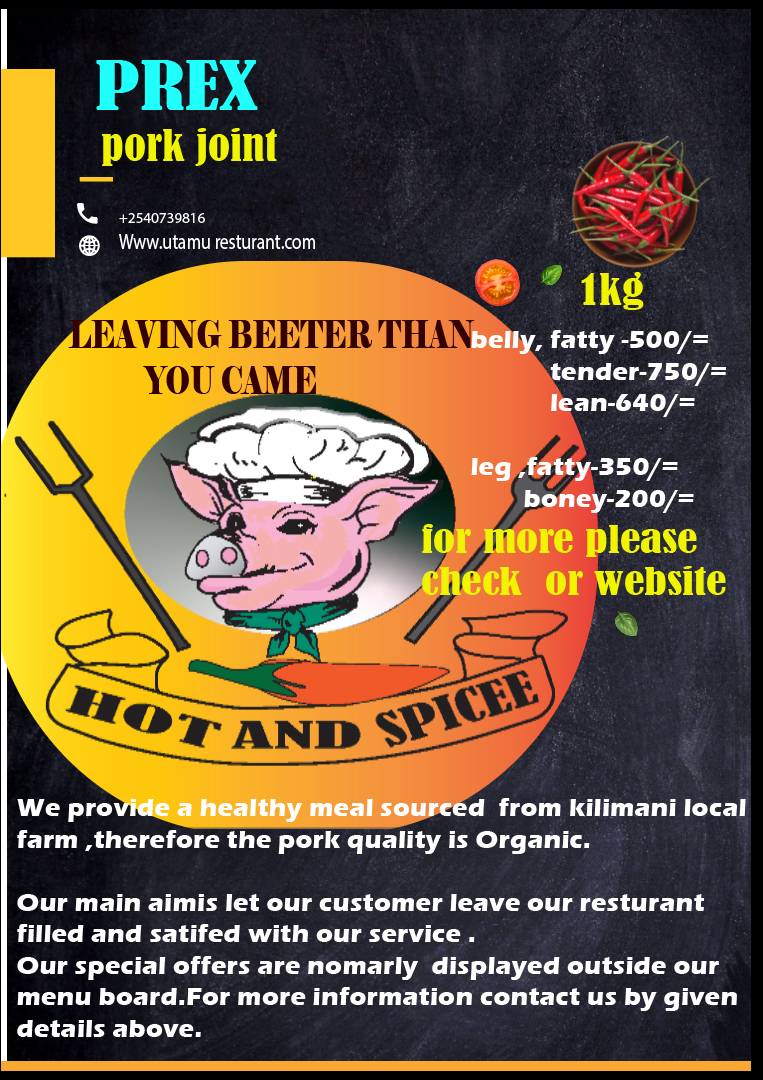 PREX
pork joint
+2540739816
Www.utamu resturant.com
1kg
LEAVING BEETER THAN
YOU CAME
belly, fatty -500/=
tender-750/=
lean-640/=
leg ,fatty-350/=
boney-200/=
for more please
check or website
HOT AND SPICEE
We provide a healthy meal sourced from kilimani local
farm ,therefore the pork quality is Organic.
Our main aimis let our customer leave our resturant
filled and satifed with our service .
Our special offers are nomarly displayed outside our
menu board.For more information contact us by given
details above.